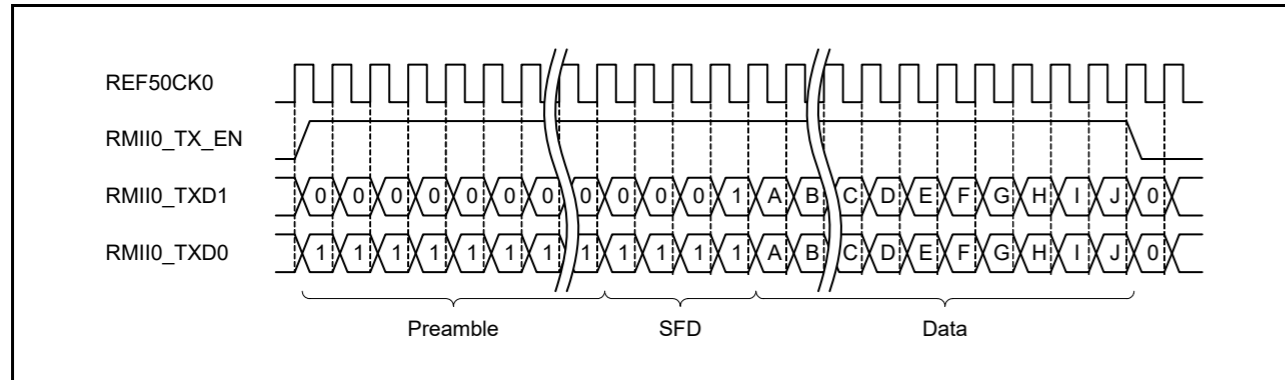 REF50CK0
RMII0_TX_EN
RMII0_TXD1 0 0 0 0 0 0 0 0 0 0 0 1 A B C D E F G H I J 0
RMII0_TXD0 1 1 1 1 1 1 1 1 1 1 1 1 A B C D E F G H I J 0
Preamble SFD Data